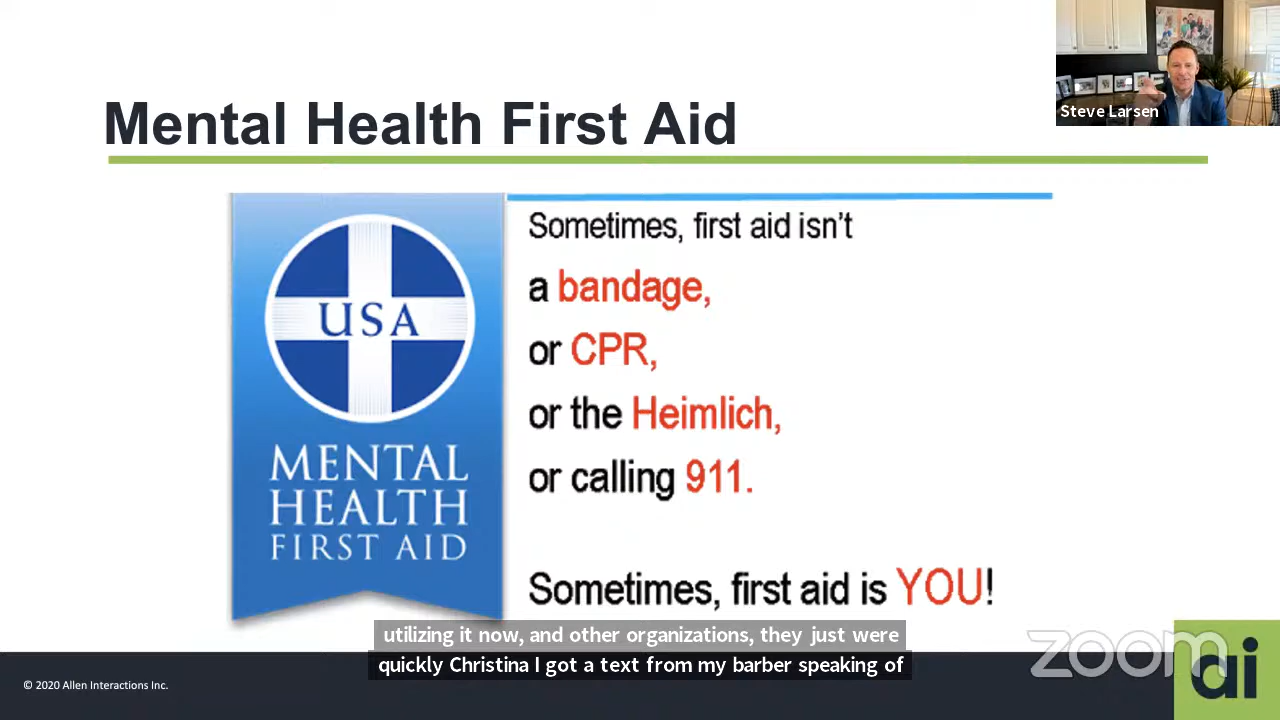 Mental Health First Aid
Steve Larsen
USA
MENTAL
HEALTH
FIRST AID
Sometimes, first aid isn’t
a bandage,
or CPR,
or the Heimlich,
or calling 911.
Sometimes, first aid is YOU!
utilizing it now, and other organizations, they just were
quickly Christina I got a text from my barber speaking of
zoom
© 2020 Allen Interactions Inc.
ai